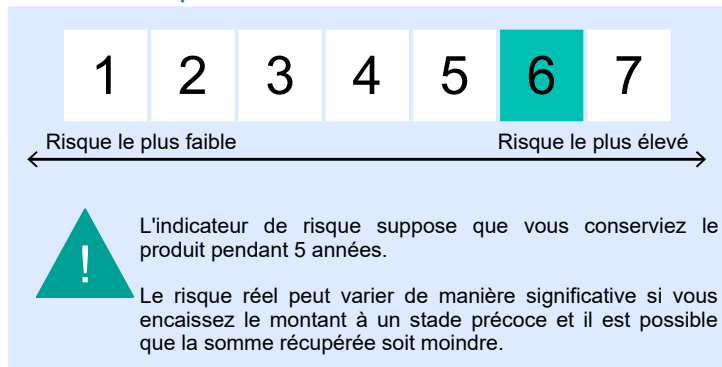 1 2 3 4 5 6 7
Risque le plus faible Risque le plus élevé
!
L'indicateur de risque suppose que vous conserviez le
produit pendant 5 années.
Le risque réel peut varier de manière significative si vous
encaissez le montant à un stade précoce et il est possible
que la somme récupérée soit moindre.